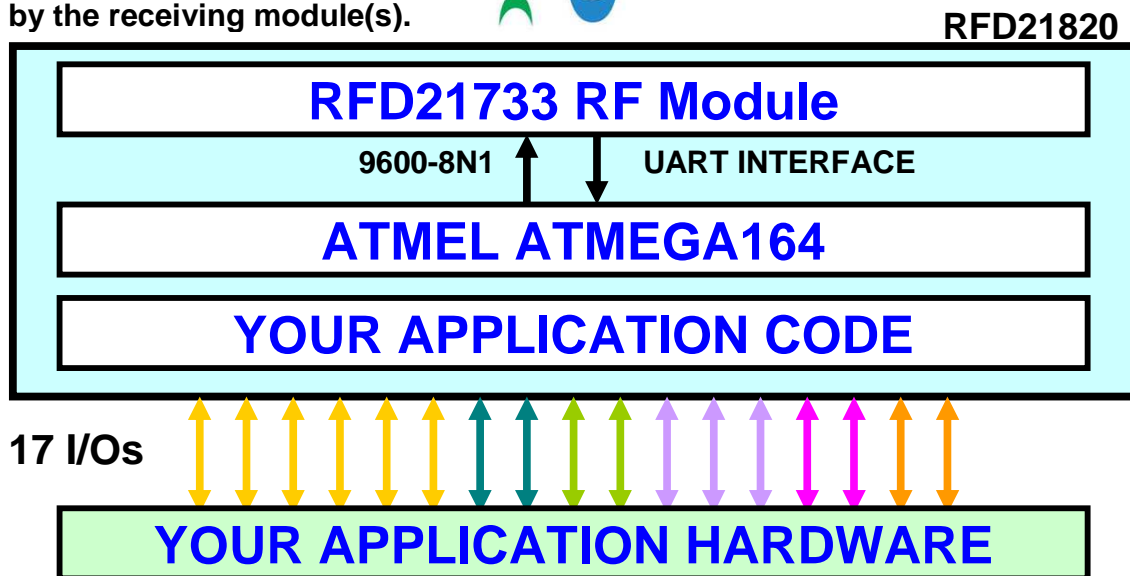 by the receiving module(s).
RFD21820
RFD21733 RF Module
9600-8N1 UART INTERFACE
ATMEL ATMEGA164
YOUR APPLICATION CODE
17 I/Os
YOUR APPLICATION HARDWARE